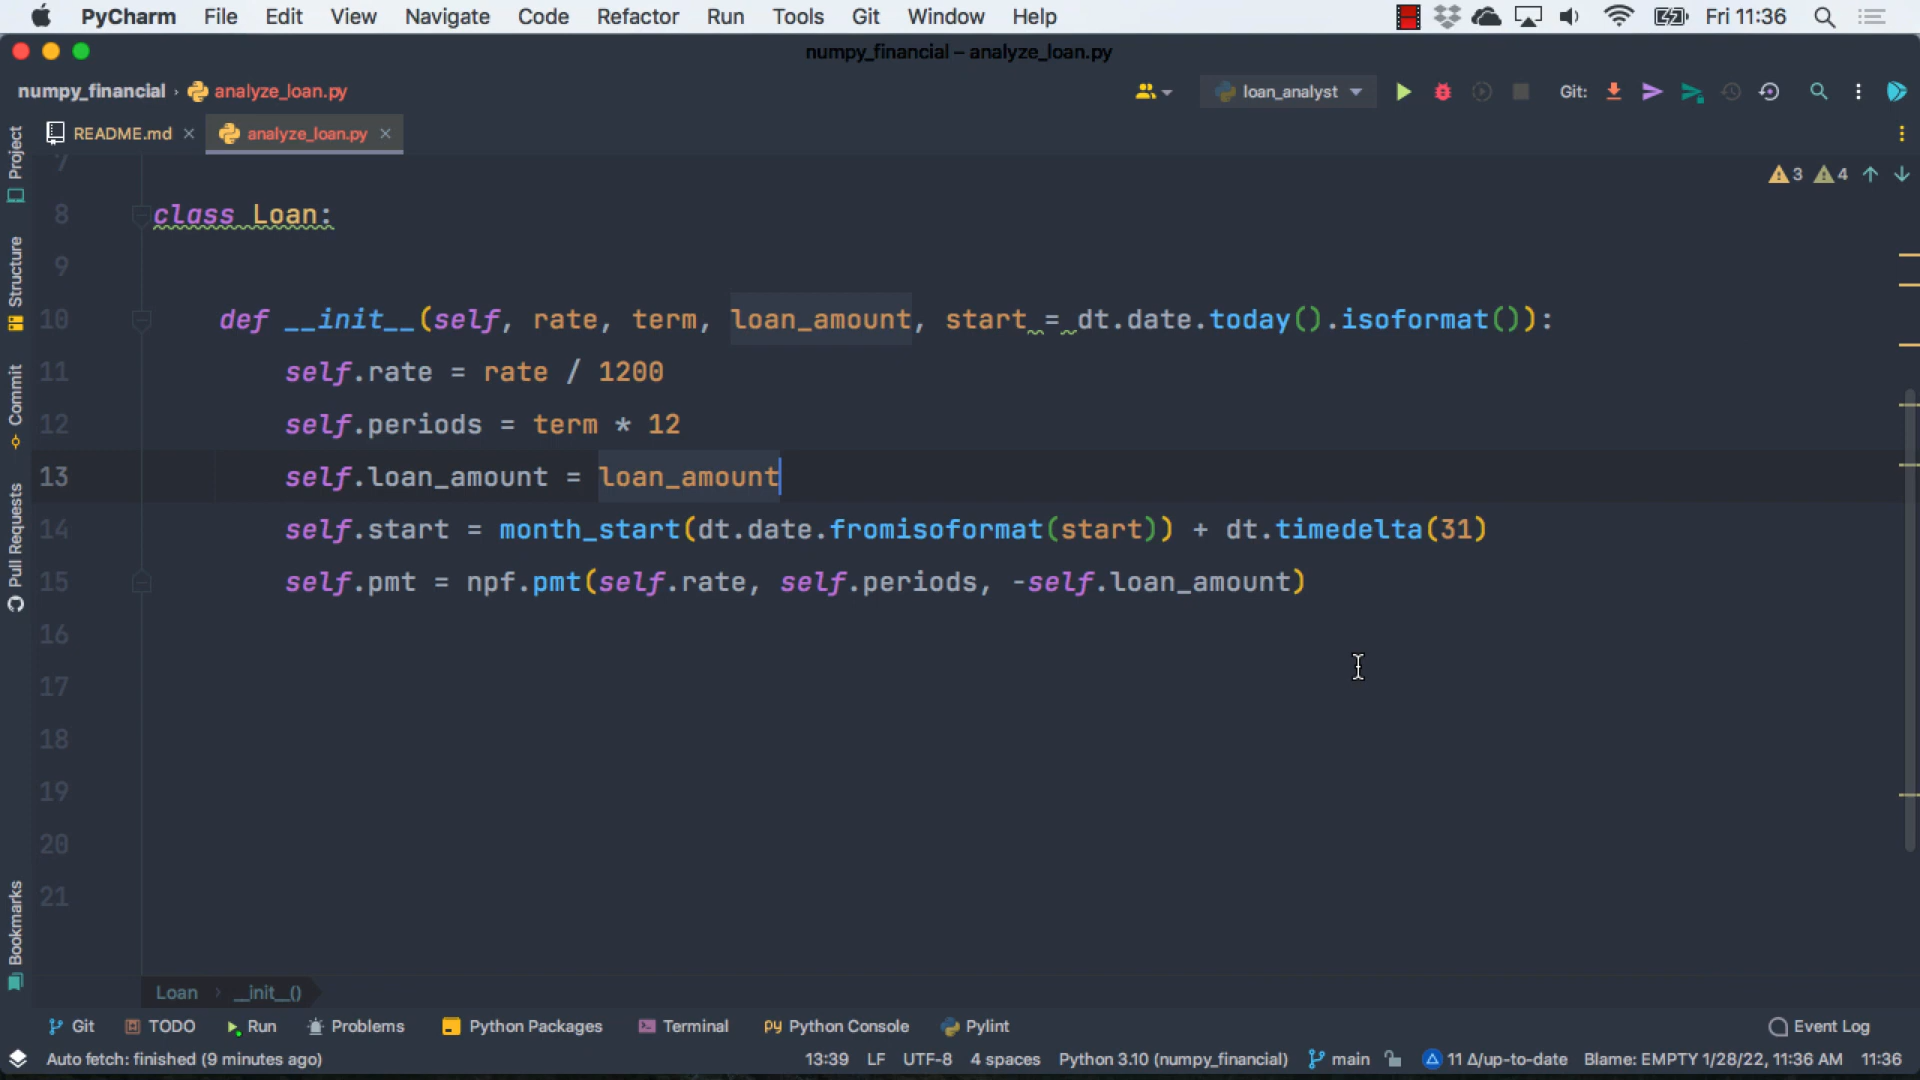 PyCharm File Edit View Navigate Code Refactor Run Tools Git Window Help Fri 11:36
numpy_financial – analyze_loan.py
numpy_financial › analyze_loan.py loan_analyst Git:
README.md × analyze_loan.py ×
3 4
7
8 class Loan:
9
10 def __init__(self, rate, term, loan_amount, start = dt.date.today().isoformat()):
11 self.rate = rate / 1200
12 self.periods = term * 12
13 self.loan_amount = loan_amount
14 self.start = month_start(dt.date.fromisoformat(start)) + dt.timedelta(31)
15 self.pmt = npf.pmt(self.rate, self.periods, -self.loan_amount)
16
17
18
19
20
21
Project
Structure
Commit
Pull Requests
Bookmarks
Loan › __init__()
Git TODO Run Problems Python Packages Terminal Python Console Pylint Event Log
Auto fetch: finished (9 minutes ago) 13:39 LF UTF-8 4 spaces Python 3.10 (numpy_financial) main 11 Δ/up-to-date Blame: EMPTY 1/28/22, 11:36 AM 11:36